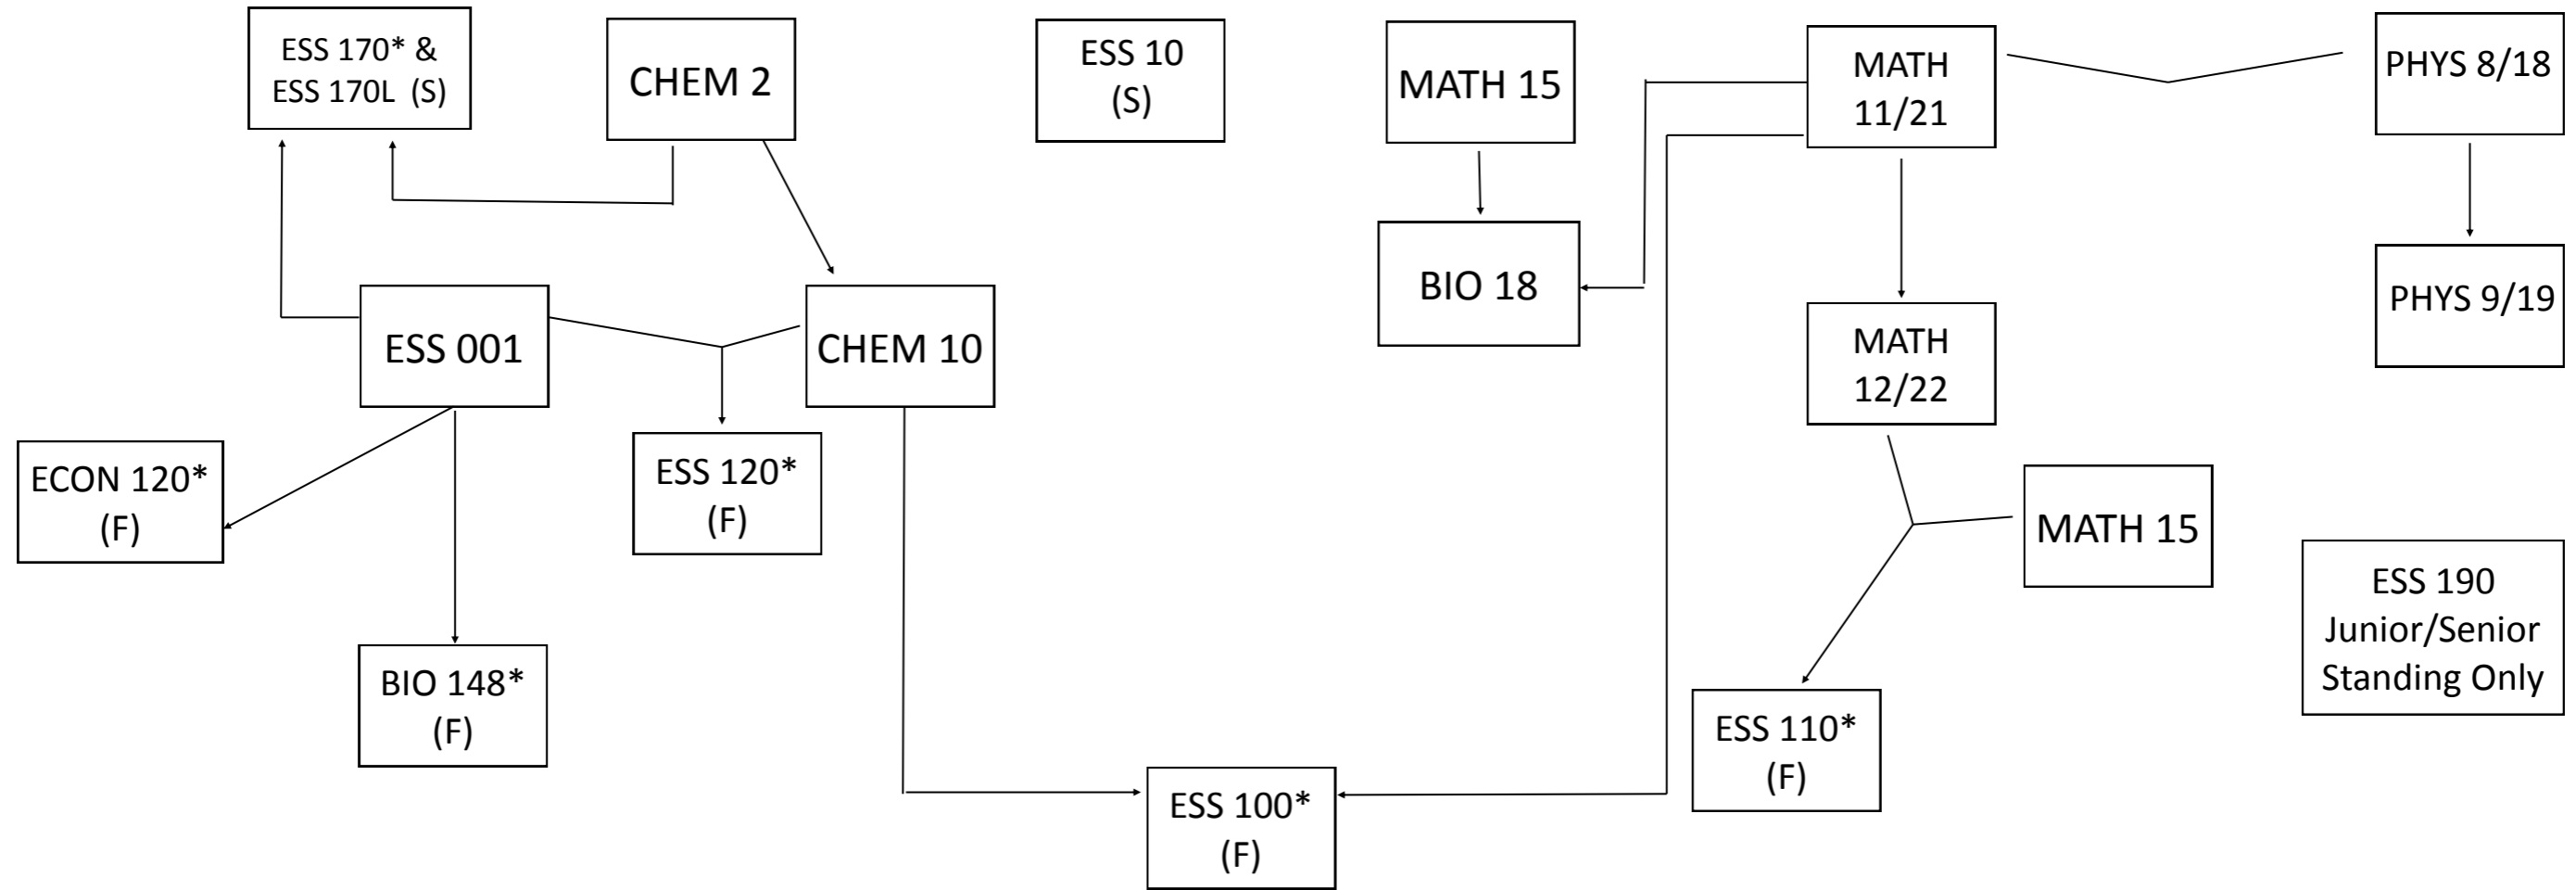 ESS 170* &
ESS 170L (S)
CHEM 2
ESS 10
(S)
MATH 15
MATH
11/21
PHYS 8/18
BIO 18
PHYS 9/19
ESS 001
CHEM 10
MATH
12/22
ECON 120*
(F)
ESS 120*
(F)
MATH 15
ESS 190
Junior/Senior
Standing Only
BIO 148*
(F)
ESS 110*
(F)
ESS 100*
(F)